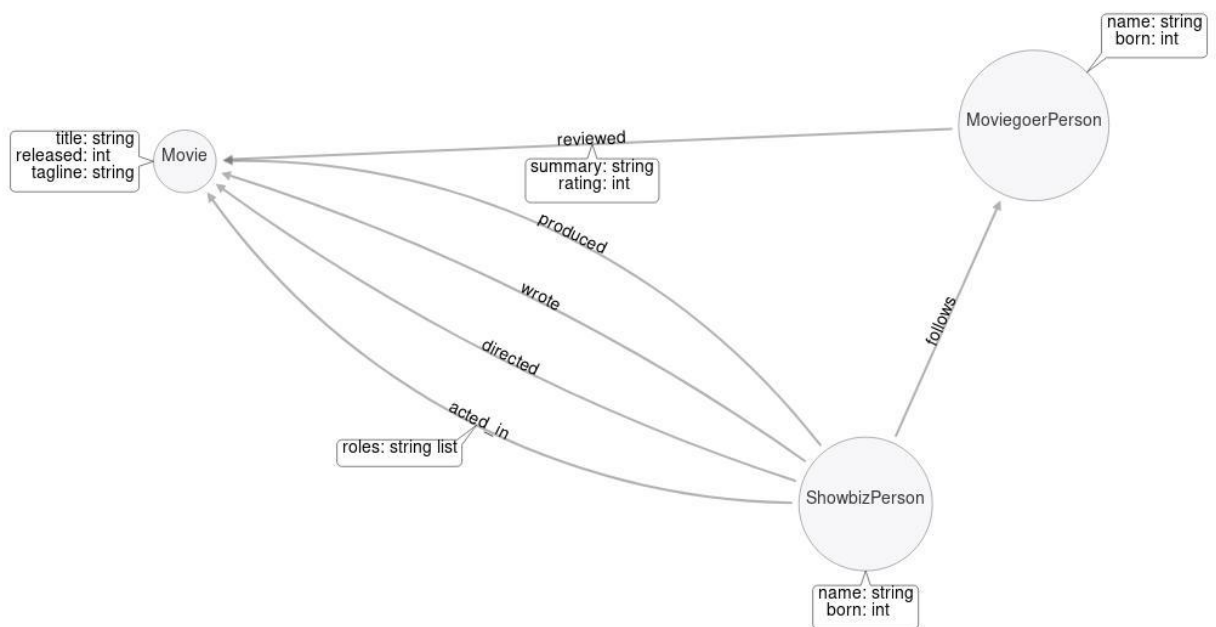 name: string
born: int
MoviegoerPerson
title: string
released: int
tagline: string
Movie
reviewed
summary: string
rating: int
produced
wrote
follows
directed
acted_in
roles: string list
ShowbizPerson
name: string
born: int